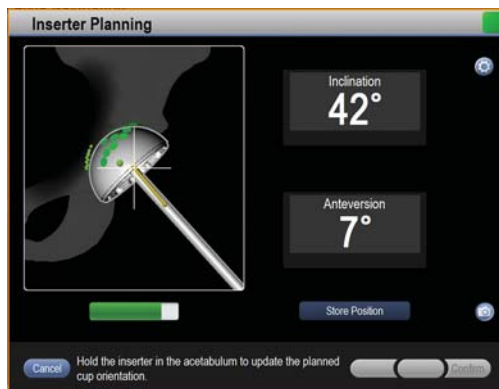 Inserter Planning
Inclination
42°
Anteversion
7°
Store Position
Cancel
Hold the inserter in the acetabulum to update the planned
cup orientation.
Confirm